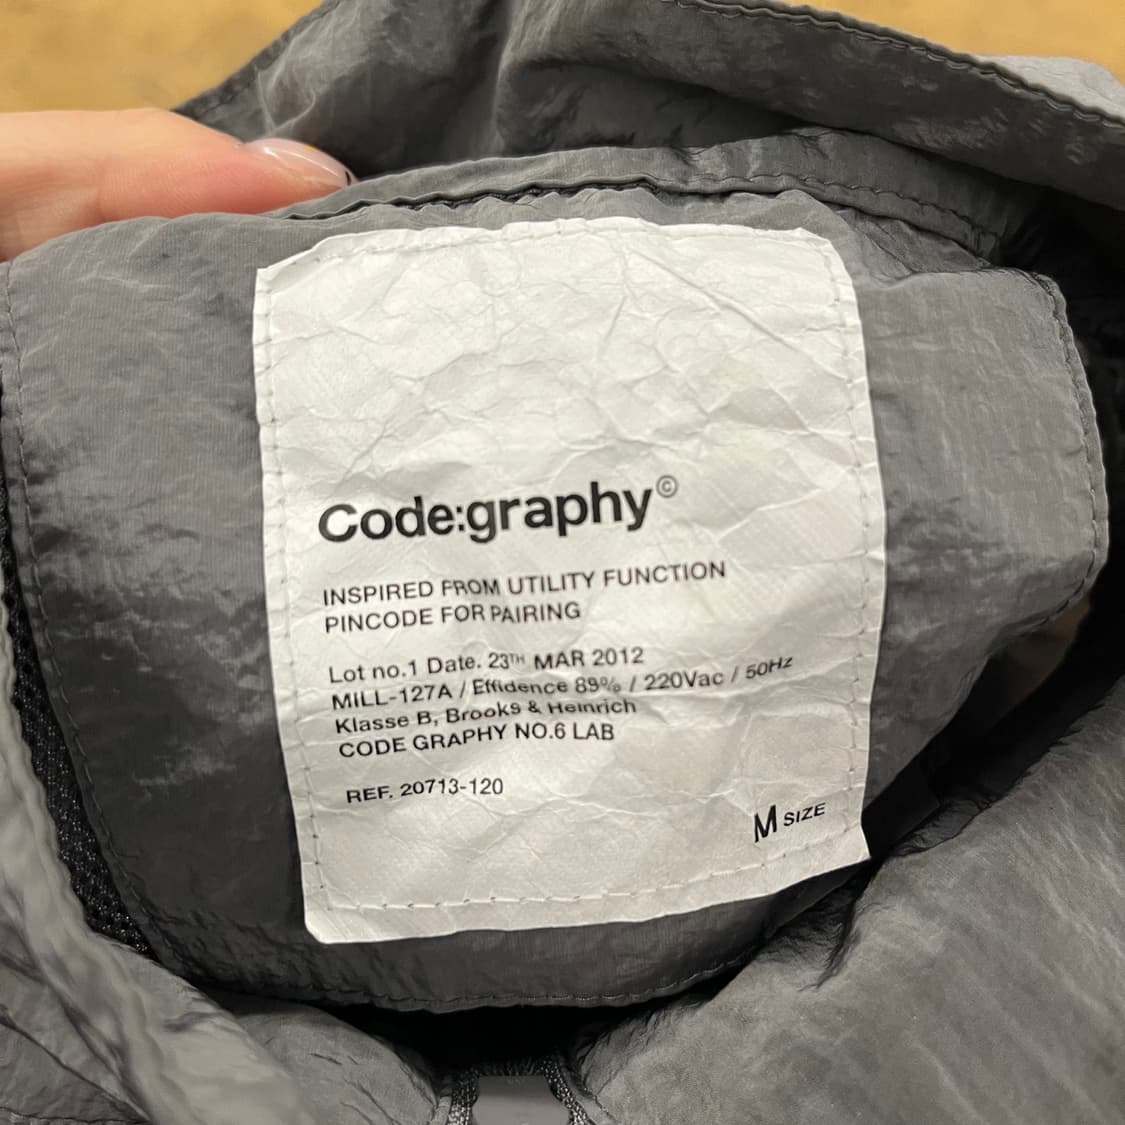 Code:graphy©
INSPIRED FROM UTILITY FUNCTION
PINCODE FOR PAIRING
Lot no.1 Date. 23TH MAR 2012
MILL-127A / Effidence 89% / 220Vac / 50Hz
Klasse B, Brooks & Heinrich
CODE GRAPHY NO.6 LAB
REF. 20713-120
M SIZE